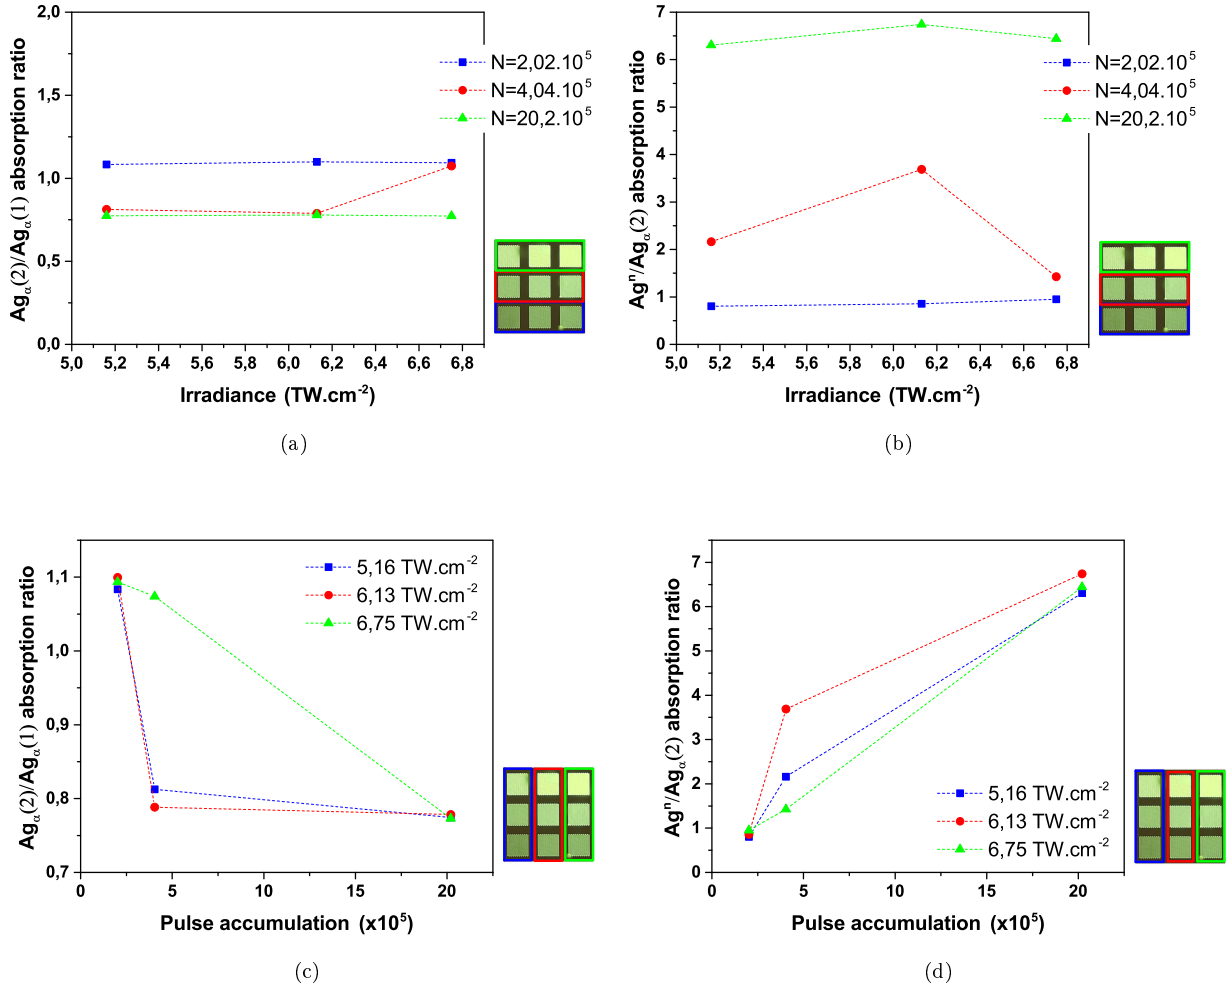 2,0
1,5
1,0
0,5
0,0
Ag_α(2)/Ag_α(1) absorption ratio
N=2,02.10^5
N=4,04.10^5
N=20,2.10^5
5,0 5,2 5,4 5,6 5,8 6,0 6,2 6,4 6,6 6,8
Irradiance (TW.cm^-2)
(a)
7
6
5
4
3
2
1
0
Ag^n/Ag_α(2) absorption ratio
N=2,02.10^5
N=4,04.10^5
N=20,2.10^5
5,0 5,2 5,4 5,6 5,8 6,0 6,2 6,4 6,6 6,8
Irradiance (TW.cm^-2)
(b)
1,1
1,0
0,9
0,8
0,7
Ag_α(2)/Ag_α(1) absorption ratio
5,16 TW.cm^-2
6,13 TW.cm^-2
6,75 TW.cm^-2
0 5 10 15 20
Pulse accumulation (x10^5)
(c)
7
6
5
4
3
2
1
0
Ag^n/Ag_α(2) absorption ratio
5,16 TW.cm^-2
6,13 TW.cm^-2
6,75 TW.cm^-2
0 5 10 15 20
Pulse accumulation (x10^5)
(d)